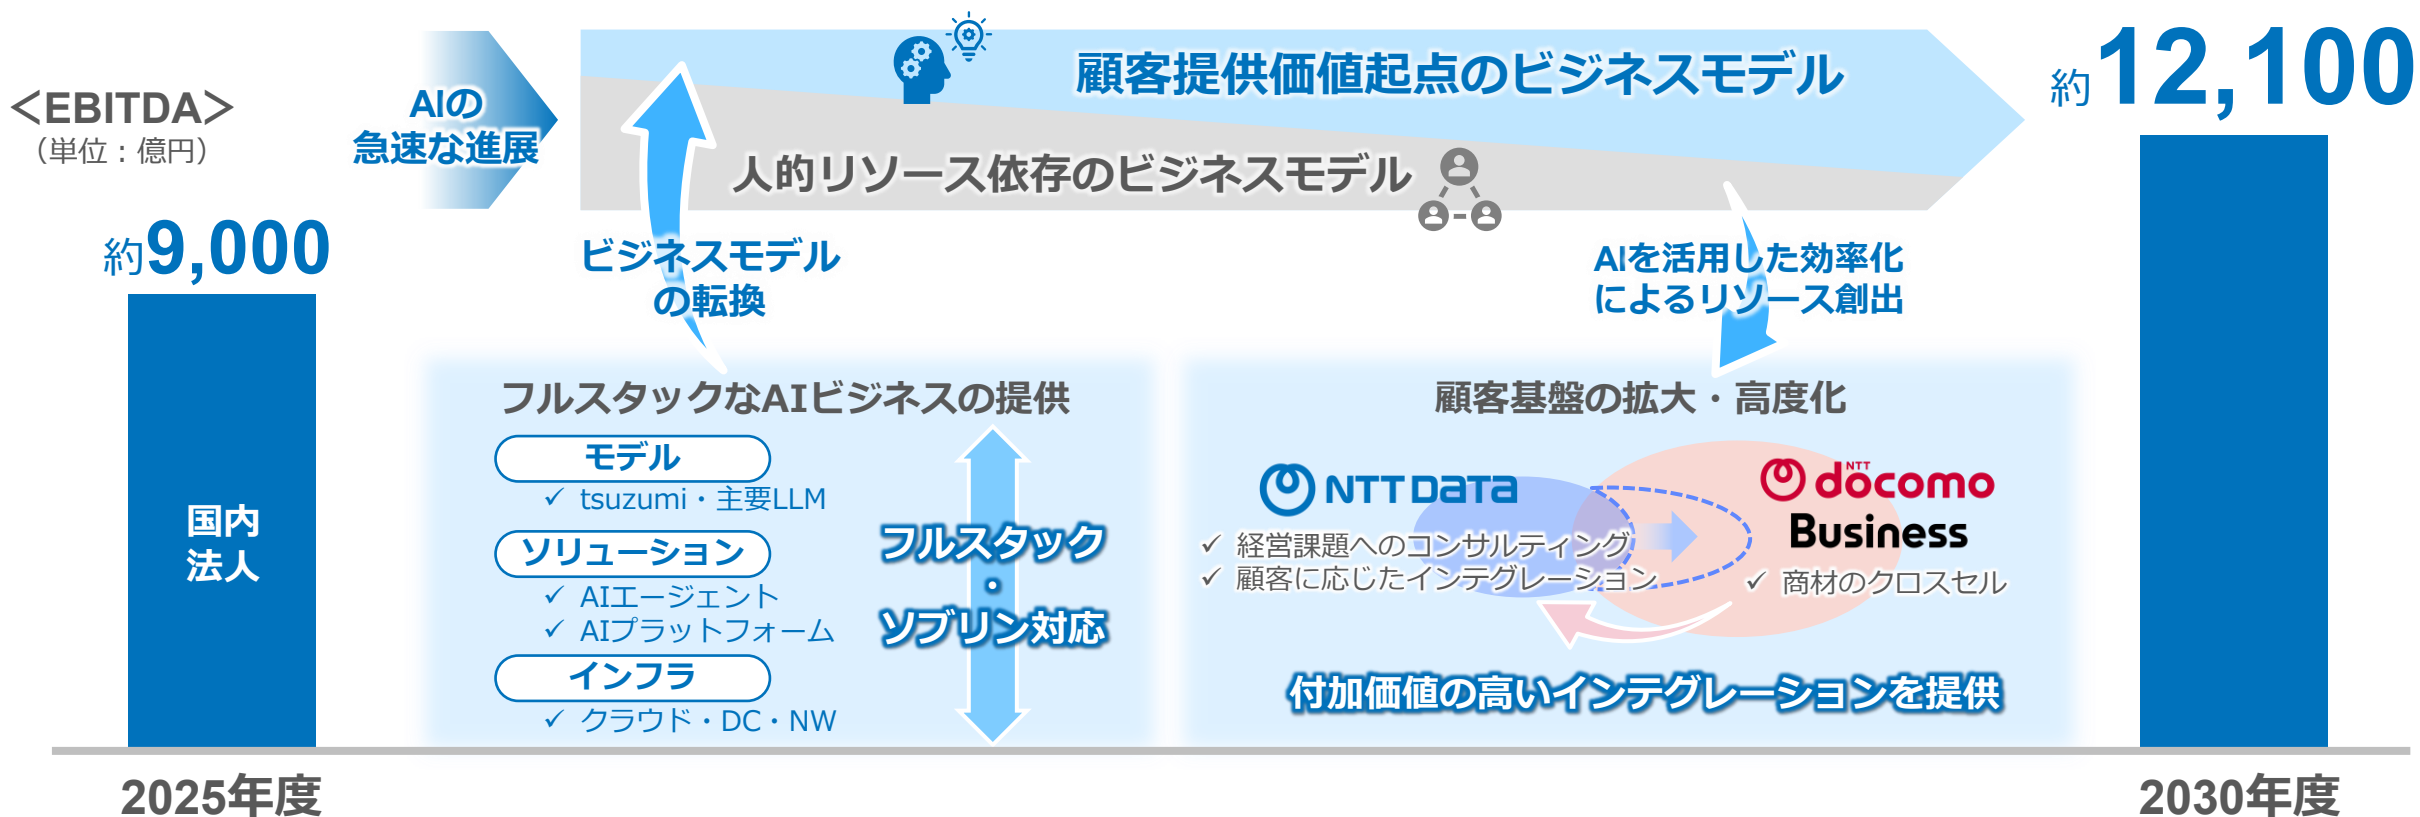 ＜EBITDA＞
（単位：億円）
約9,000
国内
法人
2025年度
AIの
急速な進展
顧客提供価値起点のビジネスモデル
人的リソース依存のビジネスモデル
ビジネスモデル
の転換
AIを活用した効率化
によるリソース創出
フルスタックなAIビジネスの提供
モデル
✓ tsuzumi・主要LLM
ソリューション
✓ AIエージェント
✓ AIプラットフォーム
インフラ
✓ クラウド・DC・NW
フルスタック
・
ソブリン対応
顧客基盤の拡大・高度化
NTT DATA
✓ 経営課題へのコンサルティング
✓ 顧客に応じたインテグレーション
NTT
docomo
Business
✓ 商材のクロスセル
付加価値の高いインテグレーションを提供
約12,100
2030年度